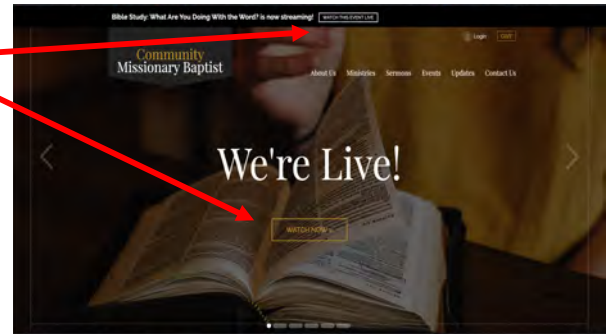 Bible Study: What Are You Doing With the Word? is now streaming! WATCH THIS EVENT LIVE
Login GIVE
Community
Missionary Baptist
About Us Ministries Sermons Events Updates Contact Us
We're Live!
WATCH NOW >